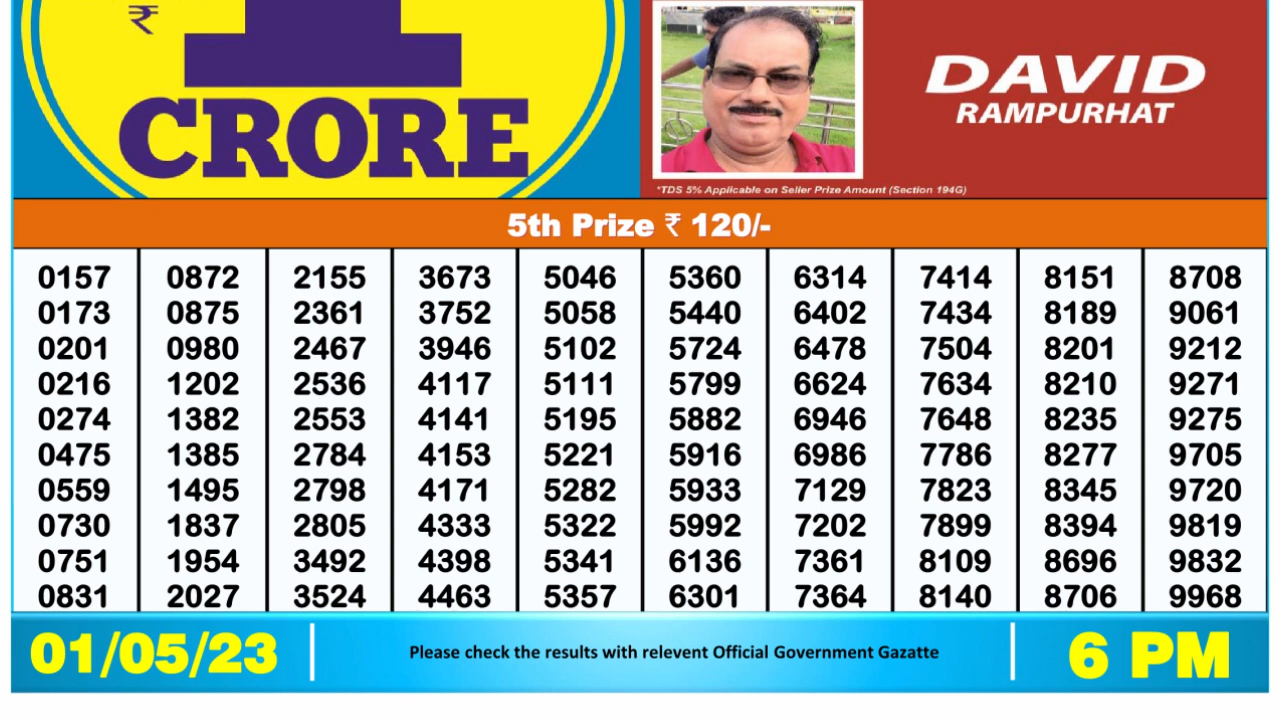 ₹
1
CRORE
DAVID
RAMPURHAT
*TDS 5% Applicable on Seller Prize Amount (Section 194G)
5th Prize ₹ 120/-
0157 0872 2155 3673 5046 5360 6314 7414 8151 8708
0173 0875 2361 3752 5058 5440 6402 7434 8189 9061
0201 0980 2467 3946 5102 5724 6478 7504 8201 9212
0216 1202 2536 4117 5111 5799 6624 7634 8210 9271
0274 1382 2553 4141 5195 5882 6946 7648 8235 9275
0475 1385 2784 4153 5221 5916 6986 7786 8277 9705
0559 1495 2798 4171 5282 5933 7129 7823 8345 9720
0730 1837 2805 4333 5322 5992 7202 7899 8394 9819
0751 1954 3492 4398 5341 6136 7361 8109 8696 9832
0831 2027 3524 4463 5357 6301 7364 8140 8706 9968
01/05/23 Please check the results with relevent Official Government Gazatte 6 PM